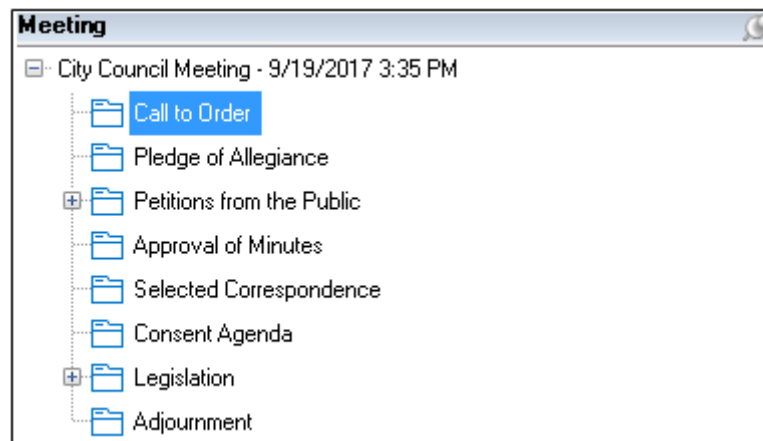 Meeting
City Council Meeting - 9/19/2017 3:35 PM
Call to Order
Pledge of Allegiance
Petitions from the Public
Approval of Minutes
Selected Correspondence
Consent Agenda
Legislation
Adjournment